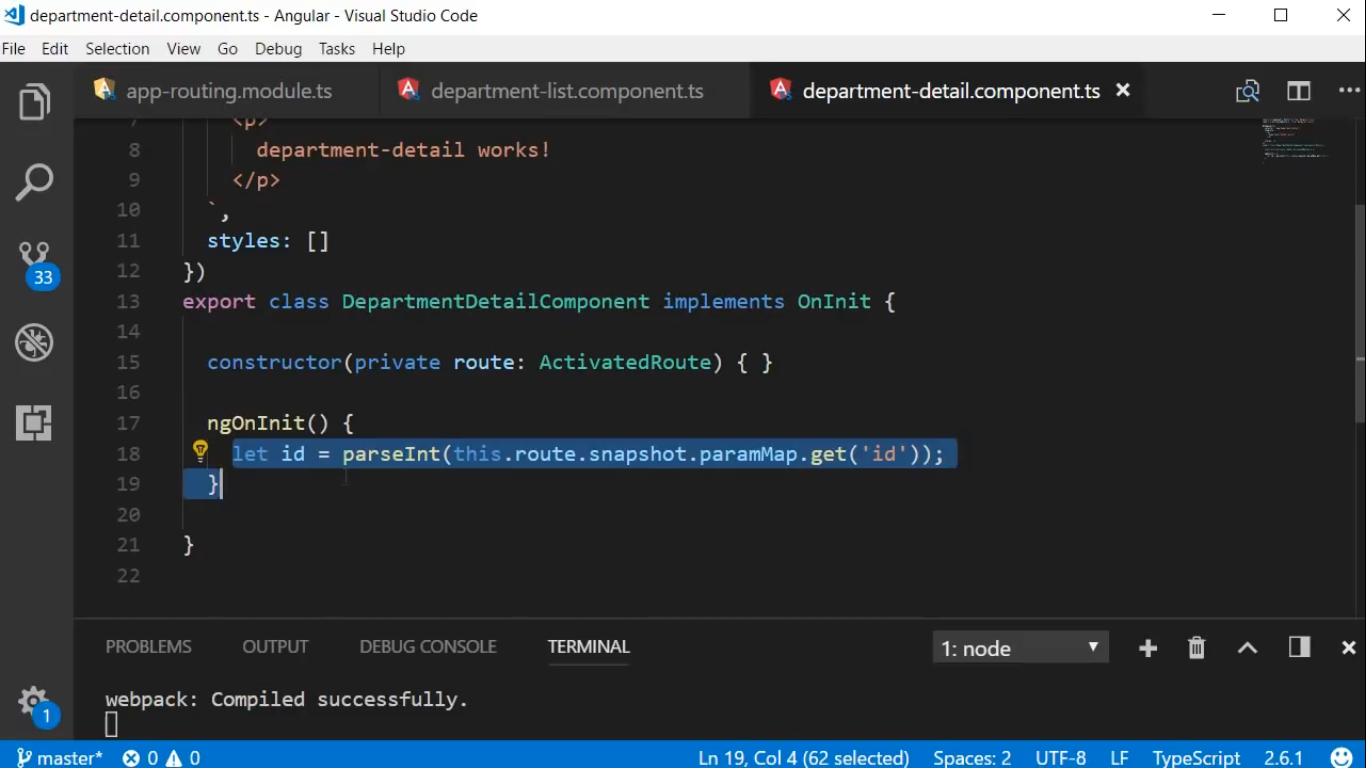 department-detail.component.ts - Angular - Visual Studio Code
File Edit Selection View Go Debug Tasks Help
app-routing.module.ts department-list.component.ts department-detail.component.ts
7 <p>
8 department-detail works!
9 </p>
10 `,
11 styles: []
12 })
13 export class DepartmentDetailComponent implements OnInit {
14
15 constructor(private route: ActivatedRoute) { }
16
17 ngOnInit() {
18 let id = parseInt(this.route.snapshot.paramMap.get('id'));
19 }
20
21 }
22
33
PROBLEMS OUTPUT DEBUG CONSOLE TERMINAL 1: node
webpack: Compiled successfully.
1
master* 0 0 Ln 19, Col 4 (62 selected) Spaces: 2 UTF-8 LF TypeScript 2.6.1